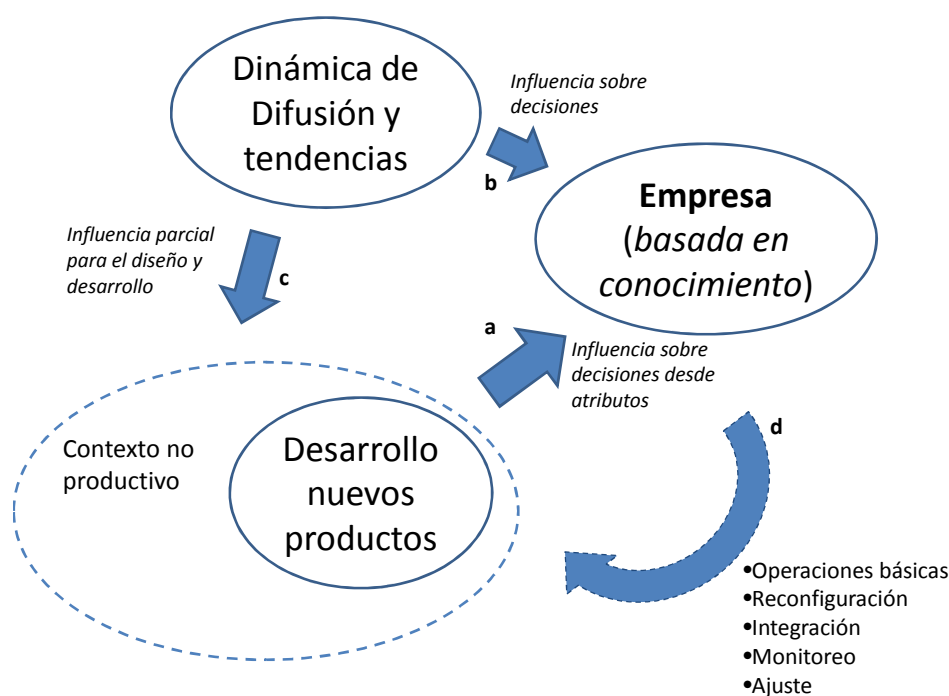 Dinámica de
Difusión y
tendencias
Influencia sobre
decisiones
b
Empresa
(basada en
conocimiento)
Influencia parcial
para el diseño y
desarrollo
c
a
Influencia sobre
decisiones desde
atributos
d
Contexto no
productivo
Desarrollo
nuevos
productos
•Operaciones básicas
•Reconfiguración
•Integración
•Monitoreo
•Ajuste